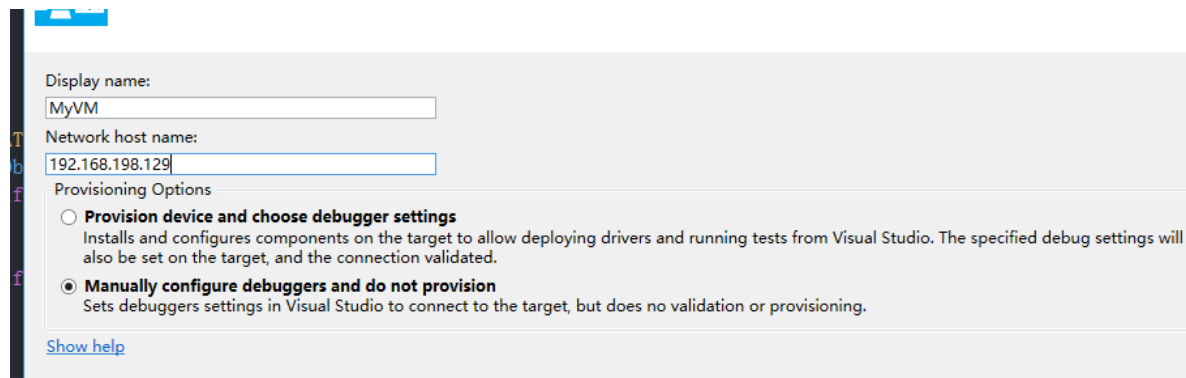 Display name:
MyVM
Network host name:
192.168.198.129
Provisioning Options
Provision device and choose debugger settings
Installs and configures components on the target to allow deploying drivers and running tests from Visual Studio. The specified debug settings will
also be set on the target, and the connection validated.
Manually configure debuggers and do not provision
Sets debuggers settings in Visual Studio to connect to the target, but does no validation or provisioning.
Show help